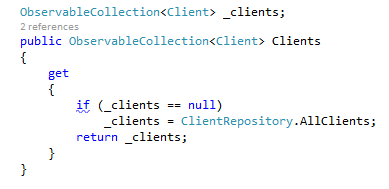 ObservableCollection<Client> _clients;
2 references
public ObservableCollection<Client> Clients
{
    get
    {
        if (_clients == null)
            _clients = ClientRepository.AllClients;
        return _clients;
    }
}